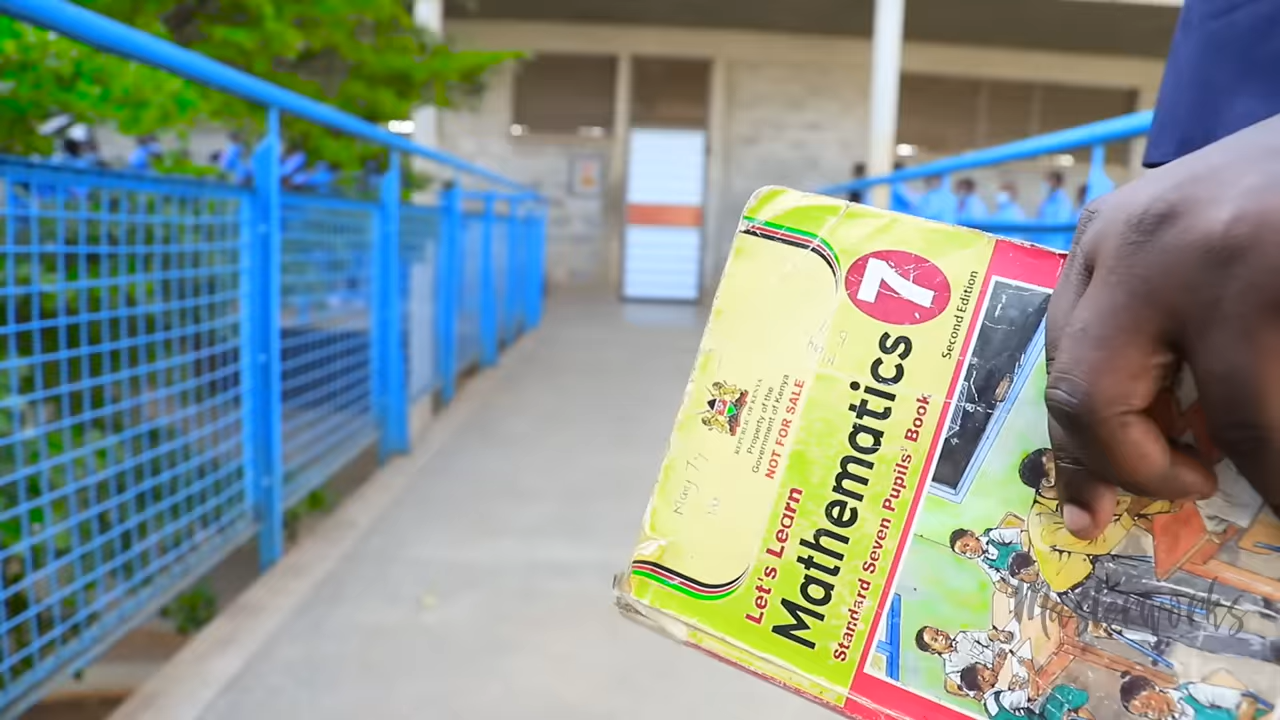 7
Second Edition
REPUBLIC OF KENYA
Property of the
Government of Kenya
NOT FOR SALE
Let's Learn
Mathematics
Standard Seven Pupils' Book
Masterworks